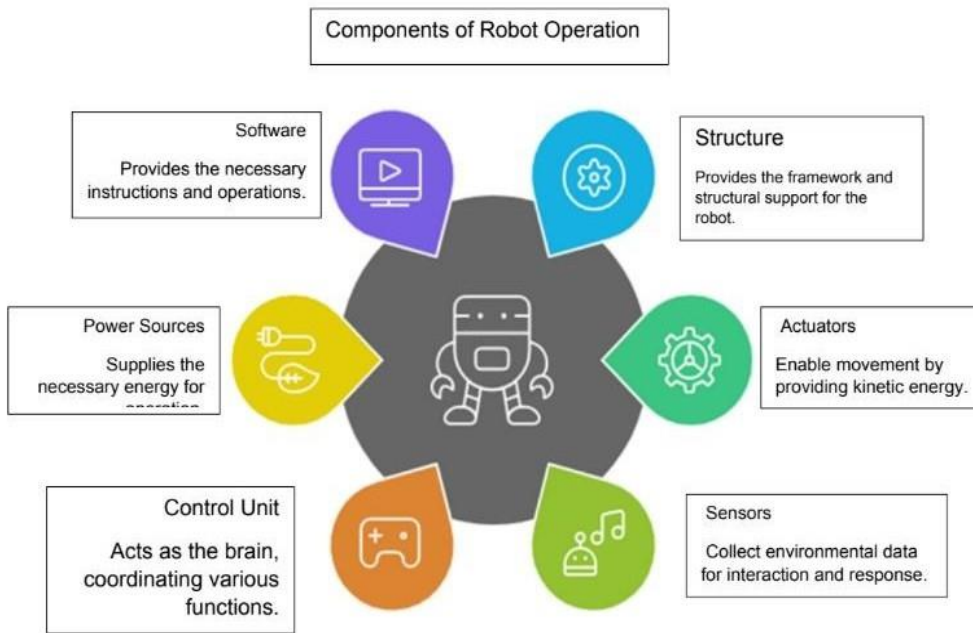 Components of Robot Operation
Software
Provides the necessary
instructions and operations.
Structure
Provides the framework and
structural support for the
robot.
Power Sources
Supplies the
necessary energy for
operation.
Actuators
Enable movement by
providing kinetic energy.
Control Unit
Acts as the brain,
coordinating various
functions.
Sensors
Collect environmental data
for interaction and response.